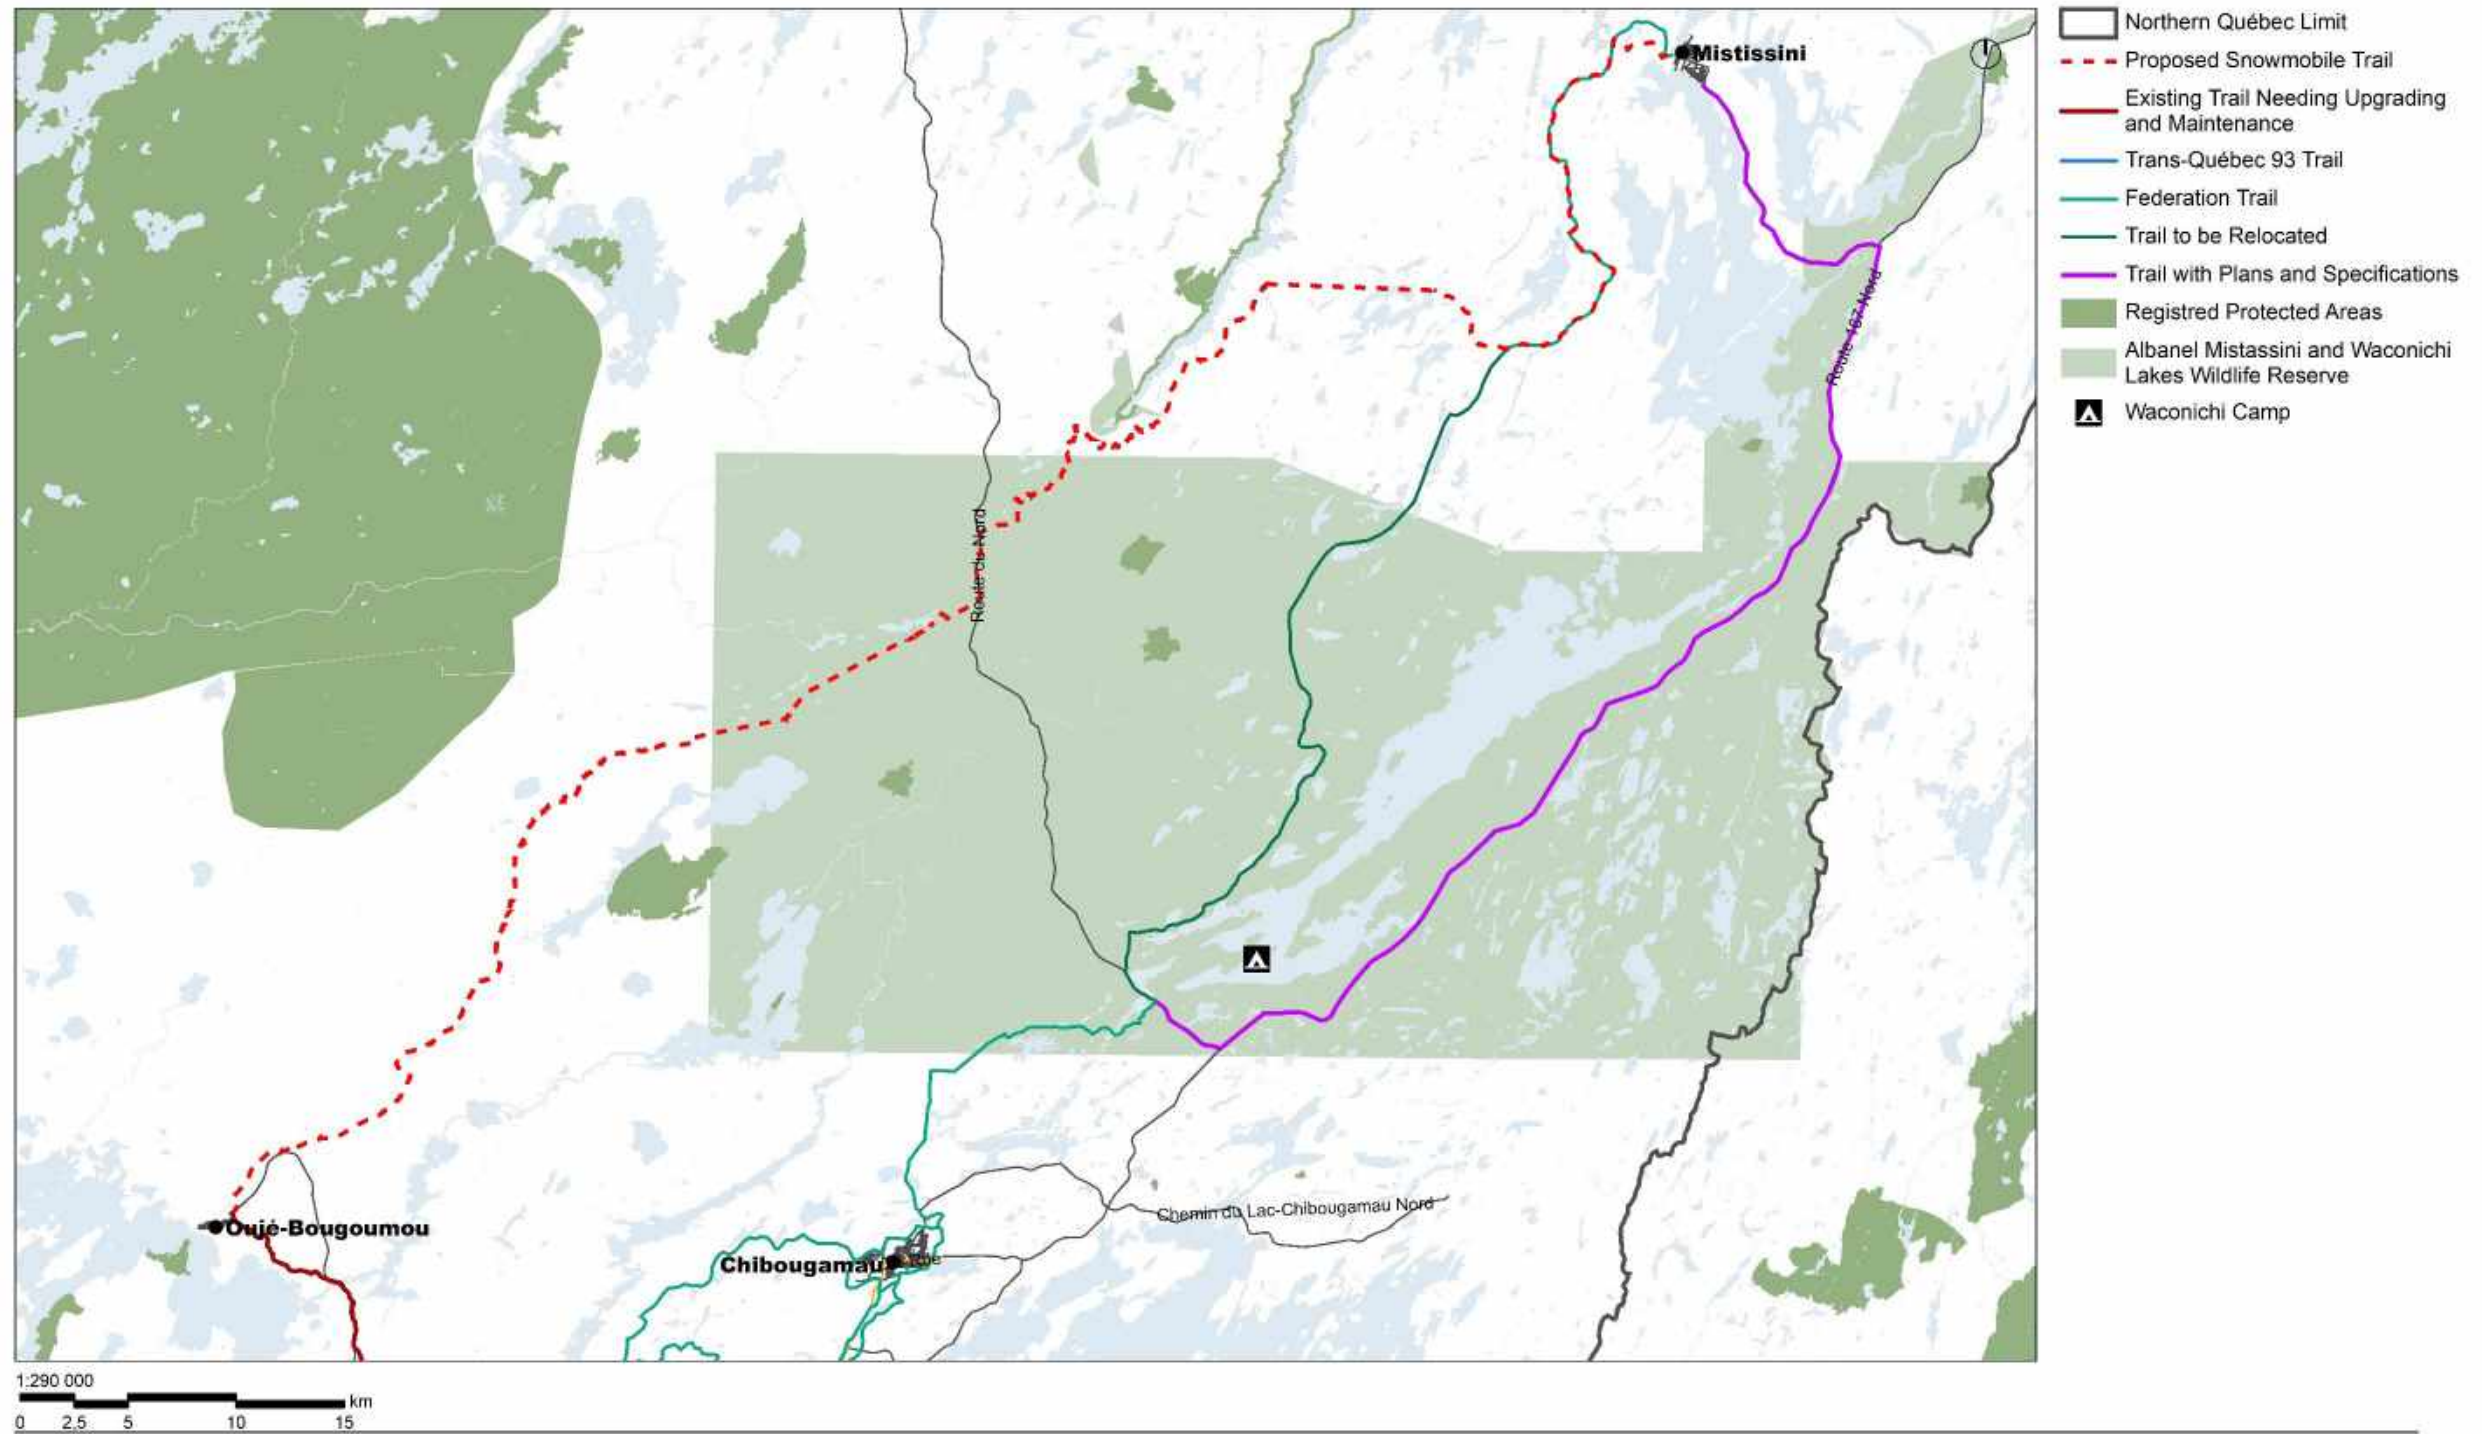 Mistissini
Route 167 Nord
Route du Nord
Chemin du Lac-Chibougamau Nord
Oujé-Bougoumou
Chibougamau
Rte
Northern Québec Limit
Proposed Snowmobile Trail
Existing Trail Needing Upgrading
and Maintenance
Trans-Québec 93 Trail
Federation Trail
Trail to be Relocated
Trail with Plans and Specifications
Registred Protected Areas
Albanel Mistassini and Waconichi
Lakes Wildlife Reserve
Waconichi Camp
1:290 000
km
0 2,5 5 10 15